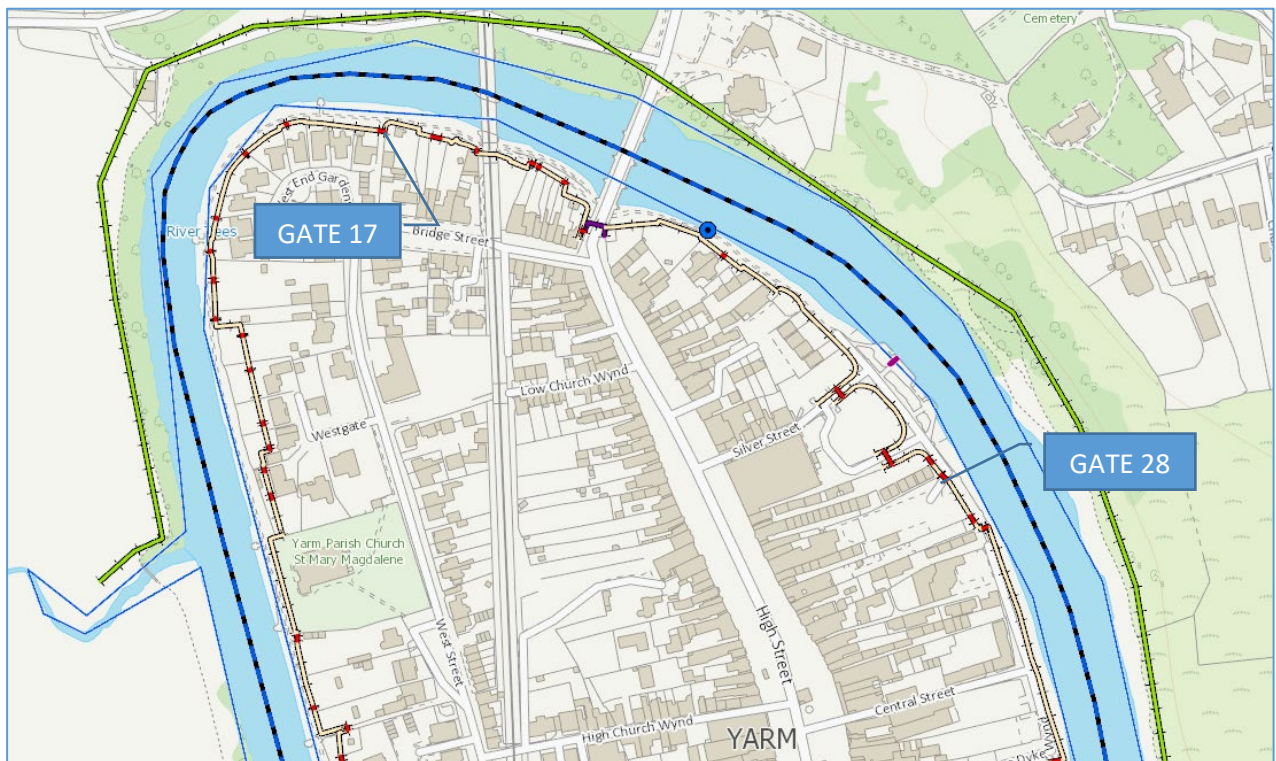 Cemetery
River Tees
GATE 17
Bridge Street
Low Church Wynd
Westgate
Silver Street
GATE 28
Yarm Parish Church
St Mary Magdalene
High Street
West Street
Central Street
High Church Wynd
YARM